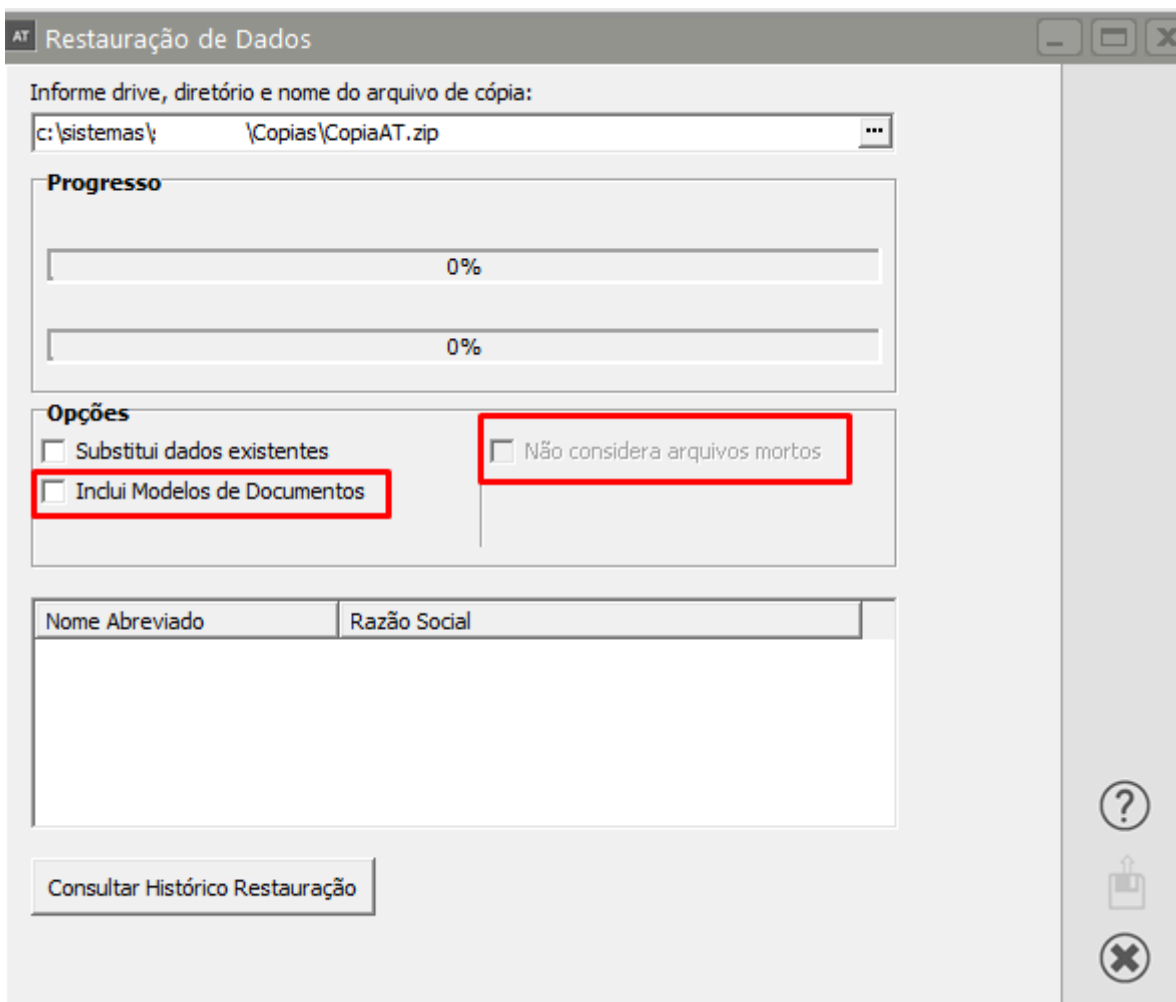 AT Restauração de Dados
Informe drive, diretório e nome do arquivo de cópia:
c:\sistemas\ \Copias\CopiaAT.zip ...
Progresso
0%
0%
Opções
Substitui dados existentes
Não considera arquivos mortos
Inclui Modelos de Documentos
Nome Abreviado Razão Social
Consultar Histórico Restauração
?